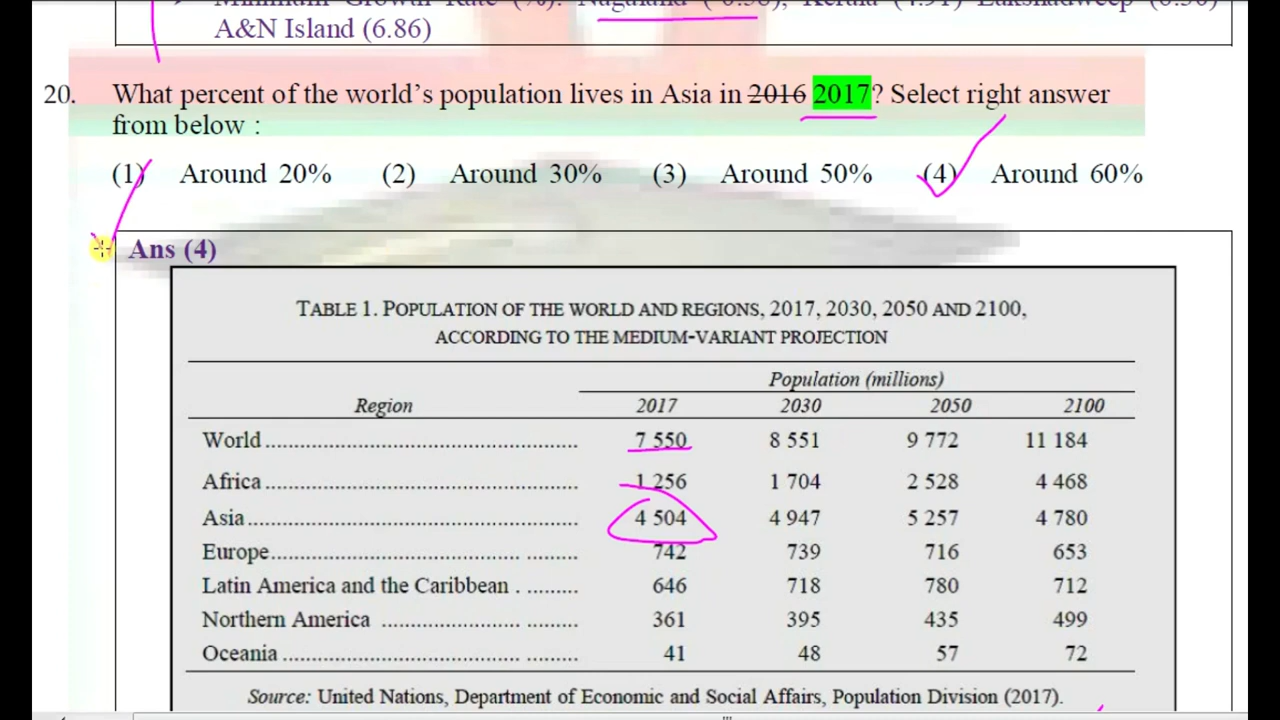 A&N Island (6.86)
20. What percent of the world's population lives in Asia in 2016 2017? Select right answer
from below :
(1) Around 20% (2) Around 30% (3) Around 50% (4) Around 60%
Ans (4)
TABLE 1. POPULATION OF THE WORLD AND REGIONS, 2017, 2030, 2050 AND 2100,
ACCORDING TO THE MEDIUM-VARIANT PROJECTION
Population (millions)
Region 2017 2030 2050 2100
World 7 550 8 551 9 772 11 184
Africa 1 256 1 704 2 528 4 468
Asia 4 504 4 947 5 257 4 780
Europe 742 739 716 653
Latin America and the Caribbean 646 718 780 712
Northern America 361 395 435 499
Oceania 41 48 57 72
Source: United Nations, Department of Economic and Social Affairs, Population Division (2017).